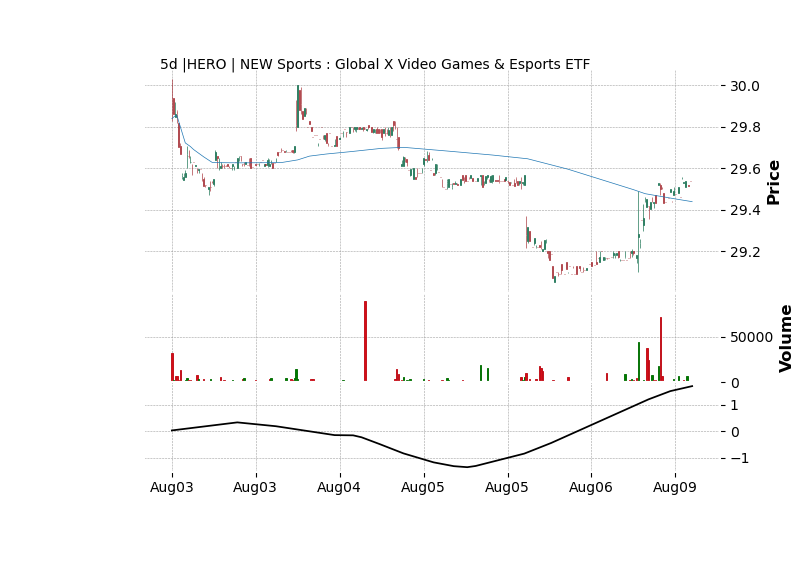 5d |HERO | NEW Sports : Global X Video Games & Esports ETF
30.0
29.8
29.6
29.4
29.2
Price
50000
0
Volume
1
0
−1
Aug03 Aug03 Aug04 Aug05 Aug05 Aug06 Aug09